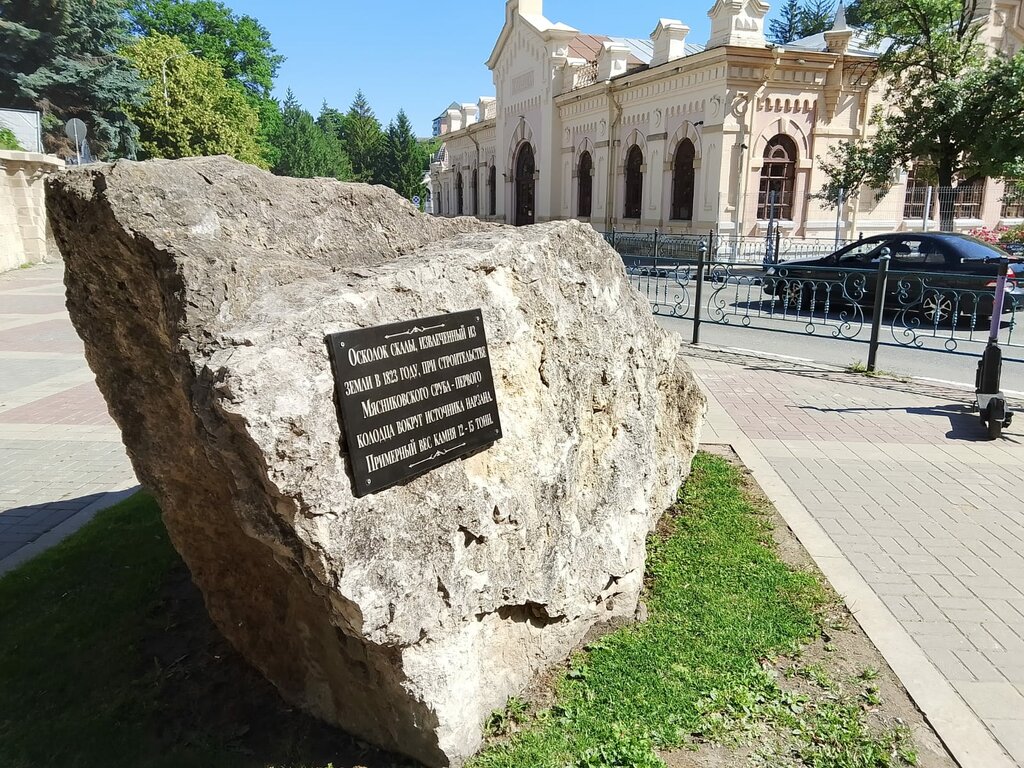 Осколок скалы, извлеченный из
земли в 1823 году, при строительстве
Мясниковского сруба - первого
колодца вокруг источника нарзана.
Примерный вес камня 12 - 15 тонн.